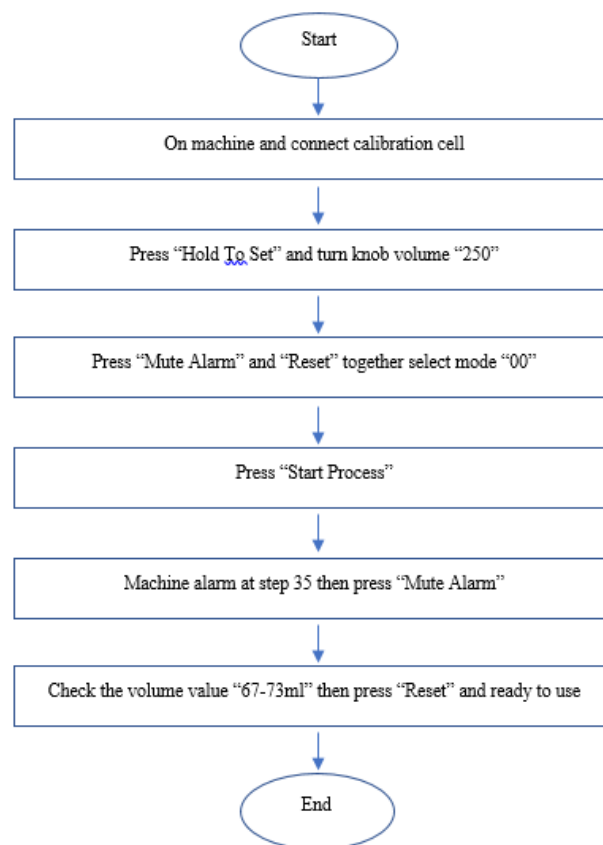 Start
On machine and connect calibration cell
Press “Hold To Set” and turn knob volume “250”
Press “Mute Alarm” and “Reset” together select mode “00”
Press “Start Process”
Machine alarm at step 35 then press “Mute Alarm”
Check the volume value “67-73ml” then press “Reset” and ready to use
End